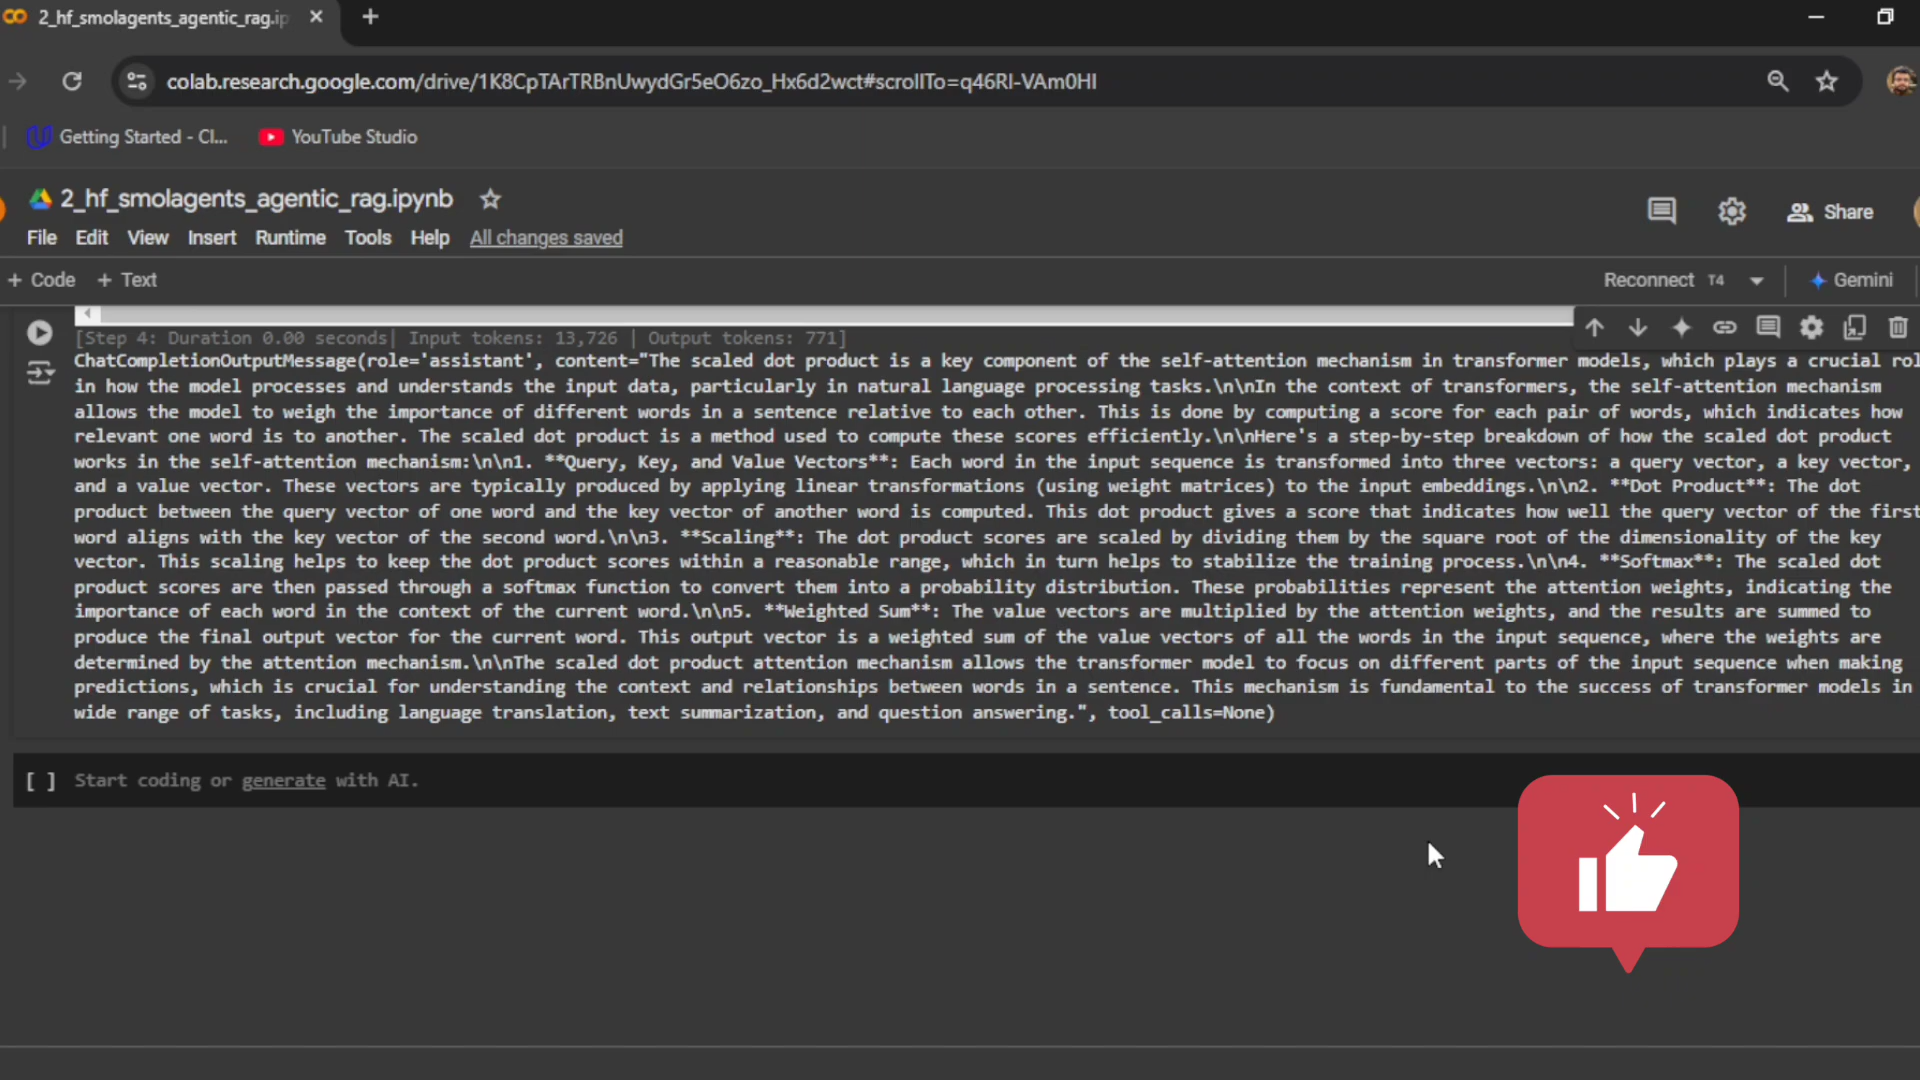 2_hf_smolagents_agentic_rag.ip
colab.research.google.com/drive/1K8CpTArTRBnUwydGr5eO6zo_Hx6d2wct#scrollTo=q46RI-VAm0HI
Getting Started - Cl... YouTube Studio
2_hf_smolagents_agentic_rag.ipynb
Share
File Edit View Insert Runtime Tools Help All changes saved
+ Code + Text Reconnect T4 Gemini
[Step 4: Duration 0.00 seconds| Input tokens: 13,726 | Output tokens: 771]
ChatCompletionOutputMessage(role='assistant', content="The scaled dot product is a key component of the self-attention mechanism in transformer models, which plays a crucial rol
in how the model processes and understands the input data, particularly in natural language processing tasks.\n\nIn the context of transformers, the self-attention mechanism
allows the model to weigh the importance of different words in a sentence relative to each other. This is done by computing a score for each pair of words, which indicates how
relevant one word is to another. The scaled dot product is a method used to compute these scores efficiently.\n\nHere's a step-by-step breakdown of how the scaled dot product
works in the self-attention mechanism:\n\n1. **Query, Key, and Value Vectors**: Each word in the input sequence is transformed into three vectors: a query vector, a key vector,
and a value vector. These vectors are typically produced by applying linear transformations (using weight matrices) to the input embeddings.\n\n2. **Dot Product**: The dot
product between the query vector of one word and the key vector of another word is computed. This dot product gives a score that indicates how well the query vector of the first
word aligns with the key vector of the second word.\n\n3. **Scaling**: The dot product scores are scaled by dividing them by the square root of the dimensionality of the key
vector. This scaling helps to keep the dot product scores within a reasonable range, which in turn helps to stabilize the training process.\n\n4. **Softmax**: The scaled dot
product scores are then passed through a softmax function to convert them into a probability distribution. These probabilities represent the attention weights, indicating the
importance of each word in the context of the current word.\n\n5. **Weighted Sum**: The value vectors are multiplied by the attention weights, and the results are summed to
produce the final output vector for the current word. This output vector is a weighted sum of the value vectors of all the words in the input sequence, where the weights are
determined by the attention mechanism.\n\nThe scaled dot product attention mechanism allows the transformer model to focus on different parts of the input sequence when making
predictions, which is crucial for understanding the context and relationships between words in a sentence. This mechanism is fundamental to the success of transformer models in
wide range of tasks, including language translation, text summarization, and question answering.", tool_calls=None)
[ ] Start coding or generate with AI.